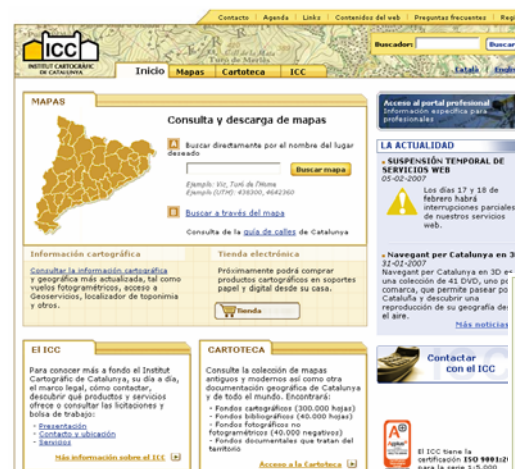 Contacto | Agenda | Links | Contenidos del web | Preguntas frecuentes |
ICC
INSTITUT CARTOGRÀFIC
DE CATALUNYA
Buscador:
Buscar
Inicio Mapas Cartoteca ICC
Català |
MAPAS
Consulta y descarga de mapas
A Buscar directamente por el nombre del lugar
deseado
Buscar mapa
Ejemplo: Vic, Turó de l'Home
Ejemplo (UTM): 438300, 4642360
B Buscar a través del mapa
Consulta de la guía de calles de Catalunya
Información cartográfica
Consultar la información cartográfica
y geográfica más actualizada, tal como
vuelos fotogramétricos, acceso a
Geoservicios, localizador de toponimia
y otros.
Tienda electrónica
Próximamente podrá comprar
productos cartográficos en soportes
papel y digital desde su casa.
Tienda
El ICC
Para conocer más a fondo el Institut
Cartogràfic de Catalunya, su día a día,
el marco legal, cómo contactar,
descubrir qué productos y servicios
ofrece o consultar las licitaciones y
bolsa de trabajo:
- Presentación
- Contacto y ubicación
- Servicios
Más información sobre el ICC
CARTOTECA
Consulte la colección de mapas
antiguos y modernos así como otra
documentación geográfica de Catalunya
y de todo el mundo. Encontrará:
- Fondos cartográficos (300.000 hojas)
- Fondos bibliográficos (40.000 hojas)
- Fondos fotográficos no
fotogramétricos (40.000 negativos)
- Fondos documentales que tratan del
territorio
Acceso a la Cartoteca
Acceso al portal profesional
Información específica para
profesionales
LA ACTUALIDAD
SUSPENSIÓN TEMPORAL DE
SERVICIOS WEB
05-02-2007
Los días 17 y 18 de
febrero habrá
interrupciones parciales
de nuestros servicios
web.
Navegant per Catalunya en 3
31-01-2007
Navegant per Catalunya en 3D e
una colección de 41 DVD, uno po
comarca, que permite pasear po
Cataluña y descubrir una
reproducción de su geografía de
el aire.
Más noticias
Contactar
con el ICC
El ICC tiene la
certificación ISO 9001:20
para la serie 1:5.000